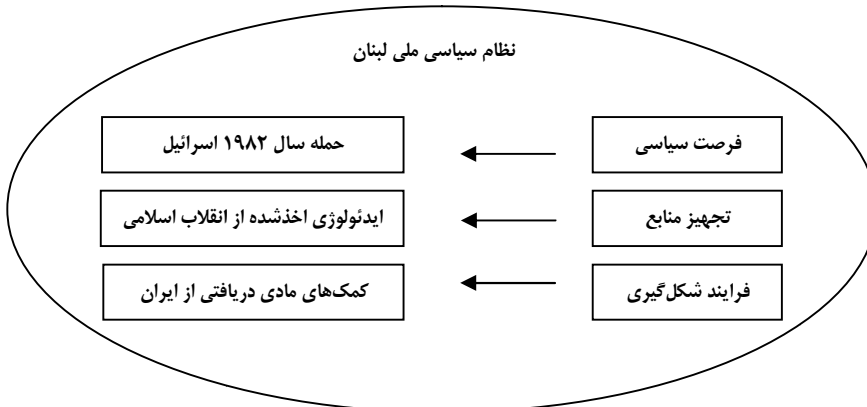 نظام سیاسی ملی لبنان
فرصت سیاسی
حمله سال ۱۹۸۲ اسرائیل
تجهیز منابع
ایدئولوژی اخذشده از انقلاب اسلامی
فرایند شکل‌گیری
کمک‌های مادی دریافتی از ایران